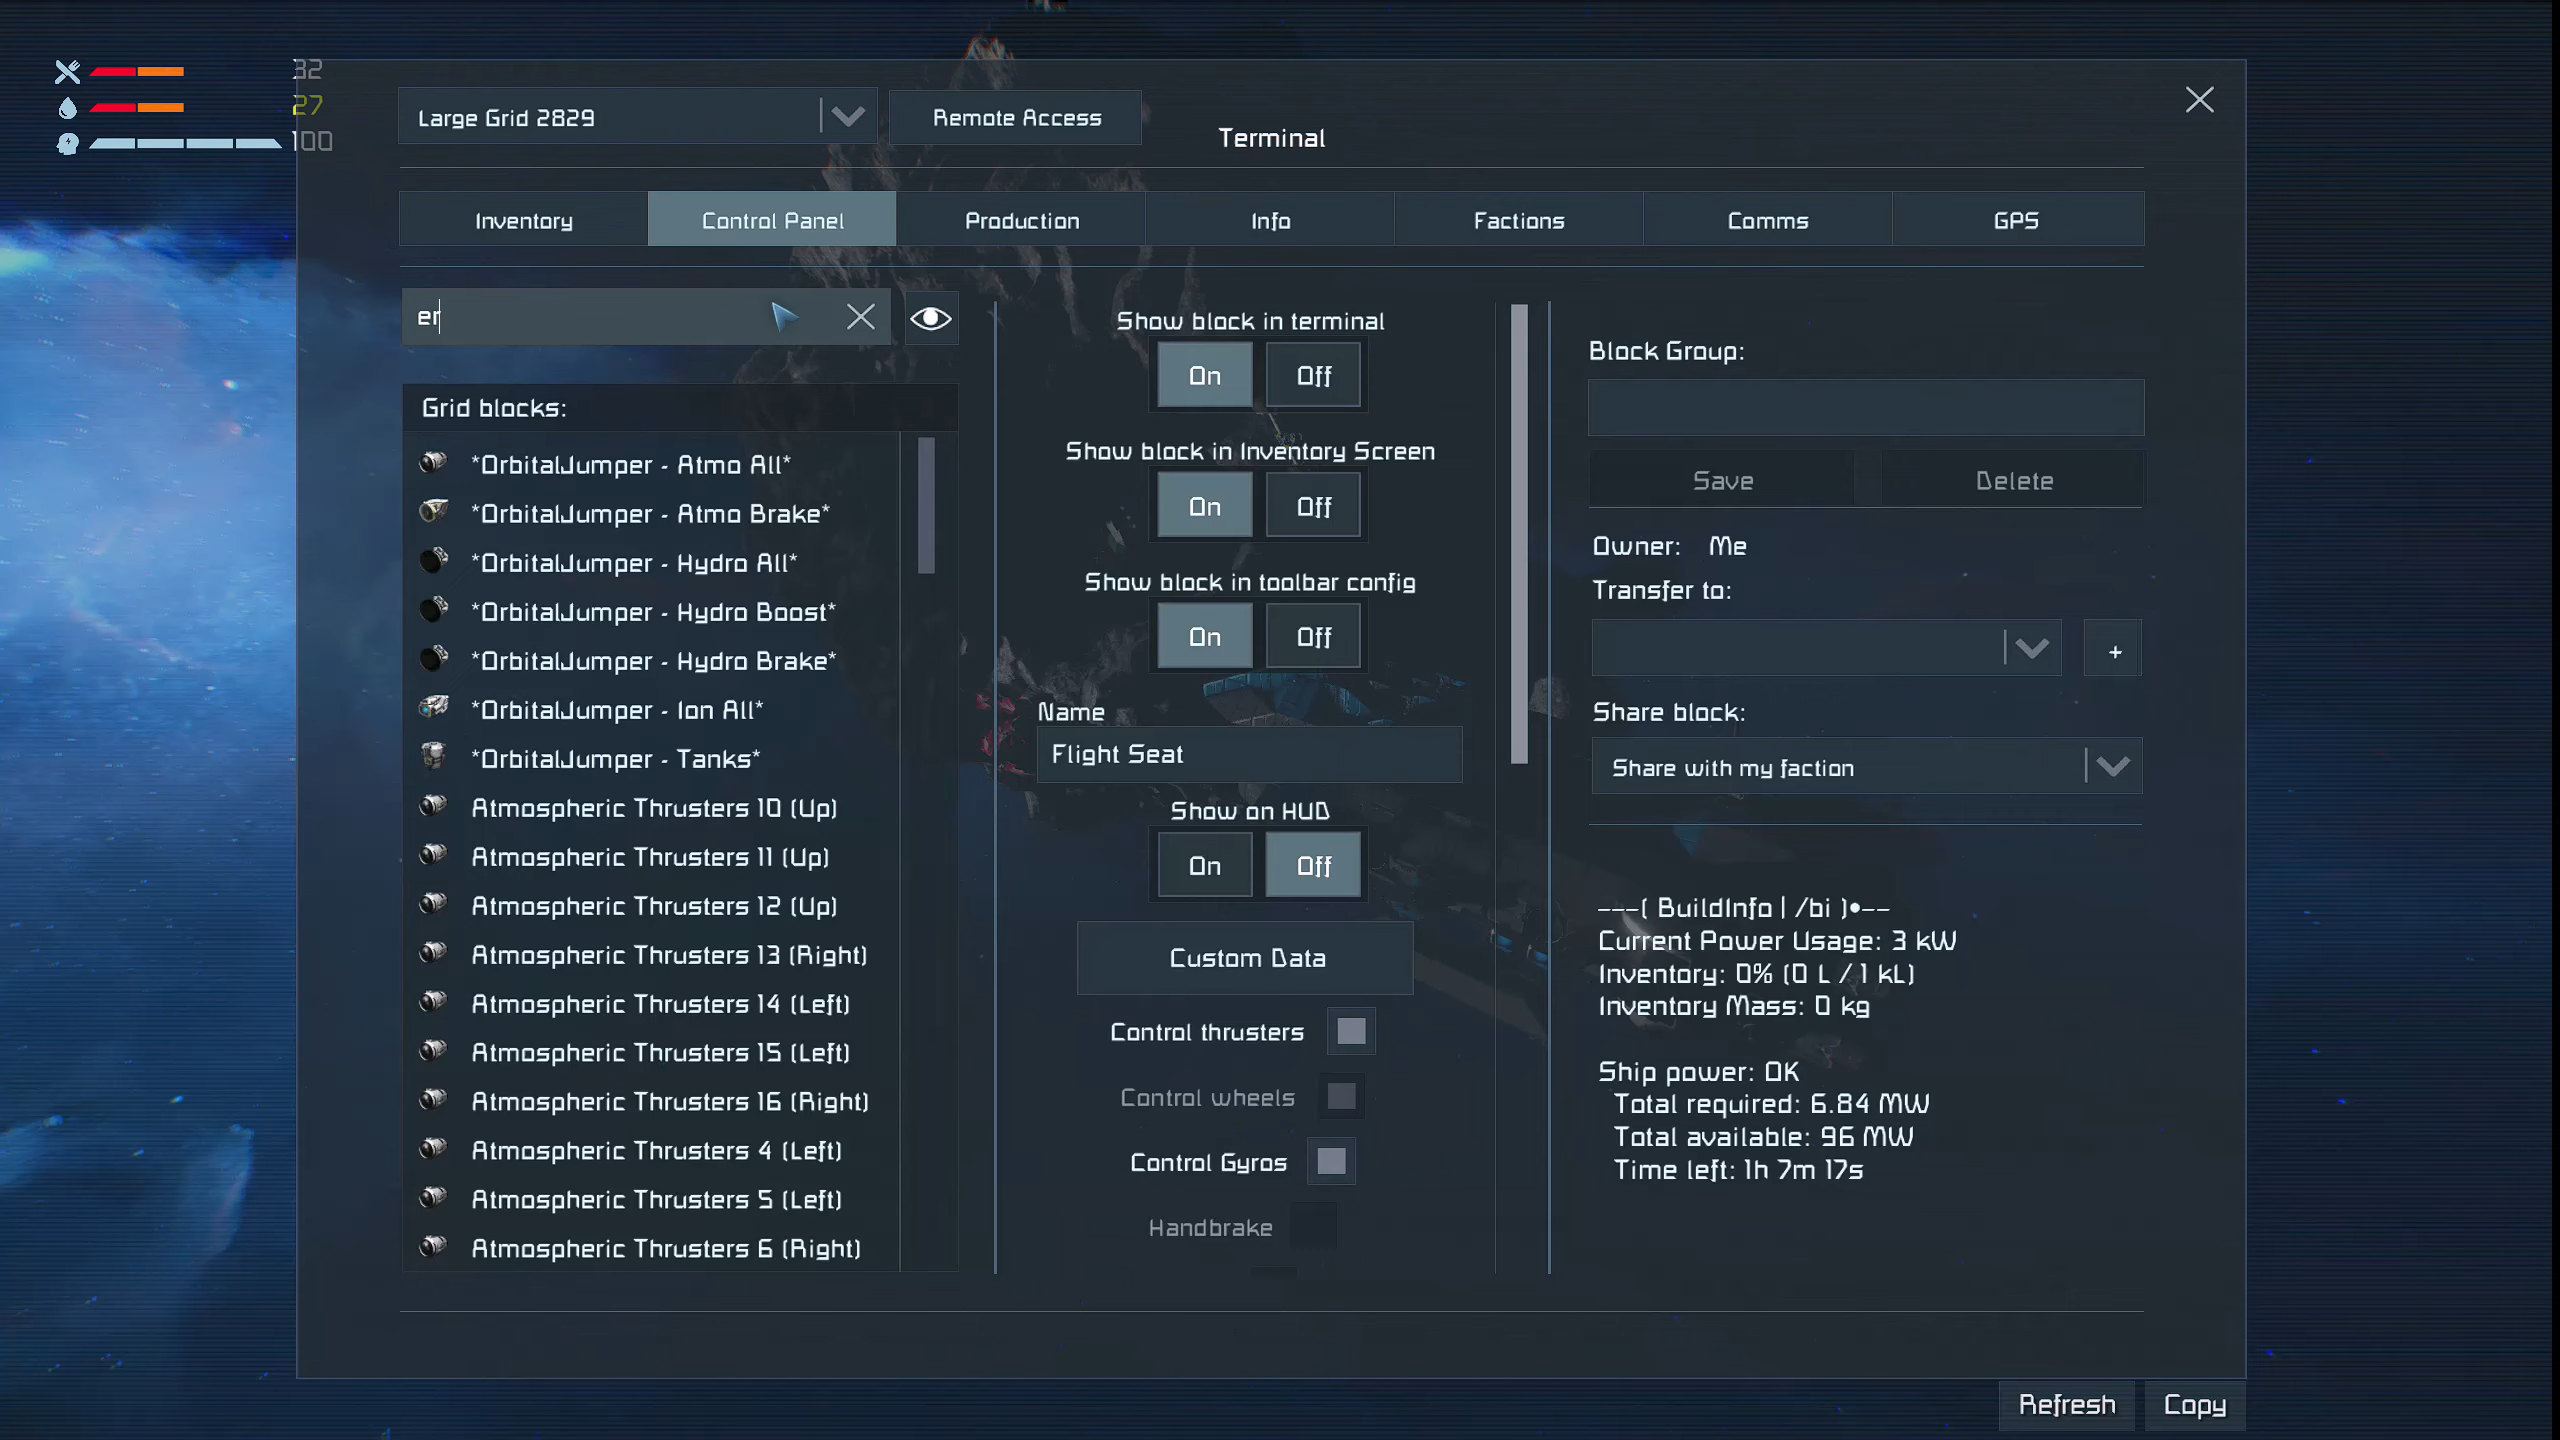 32
27
100
Large Grid 2829
Remote Access
Terminal
Inventory
Control Panel
Production
Info
Factions
Comms
GPS
er
Grid blocks:
*OrbitalJumper - Atmo All*
*OrbitalJumper - Atmo Brake*
*OrbitalJumper - Hydro All*
*OrbitalJumper - Hydro Boost*
*OrbitalJumper - Hydro Brake*
*OrbitalJumper - Ion All*
*OrbitalJumper - Tanks*
Atmospheric Thrusters 10 (Up)
Atmospheric Thrusters 11 (Up)
Atmospheric Thrusters 12 (Up)
Atmospheric Thrusters 13 (Right)
Atmospheric Thrusters 14 (Left)
Atmospheric Thrusters 15 (Left)
Atmospheric Thrusters 16 (Right)
Atmospheric Thrusters 4 (Left)
Atmospheric Thrusters 5 (Left)
Atmospheric Thrusters 6 (Right)
Show block in terminal
On Off
Show block in Inventory Screen
On Off
Show block in toolbar config
On Off
Name
Flight Seat
Show on HUD
On Off
Custom Data
Control thrusters
Control wheels
Control Gyros
Handbrake
Block Group:
Save
Delete
Owner: Me
Transfer to:
+
Share block:
Share with my faction
---( BuildInfo | /bi )•--
Current Power Usage: 3 kW
Inventory: 0% (0 L / 1 kL)
Inventory Mass: 0 kg
Ship power: OK
Total required: 6.84 MW
Total available: 96 MW
Time left: 1h 7m 17s
Refresh
Copy